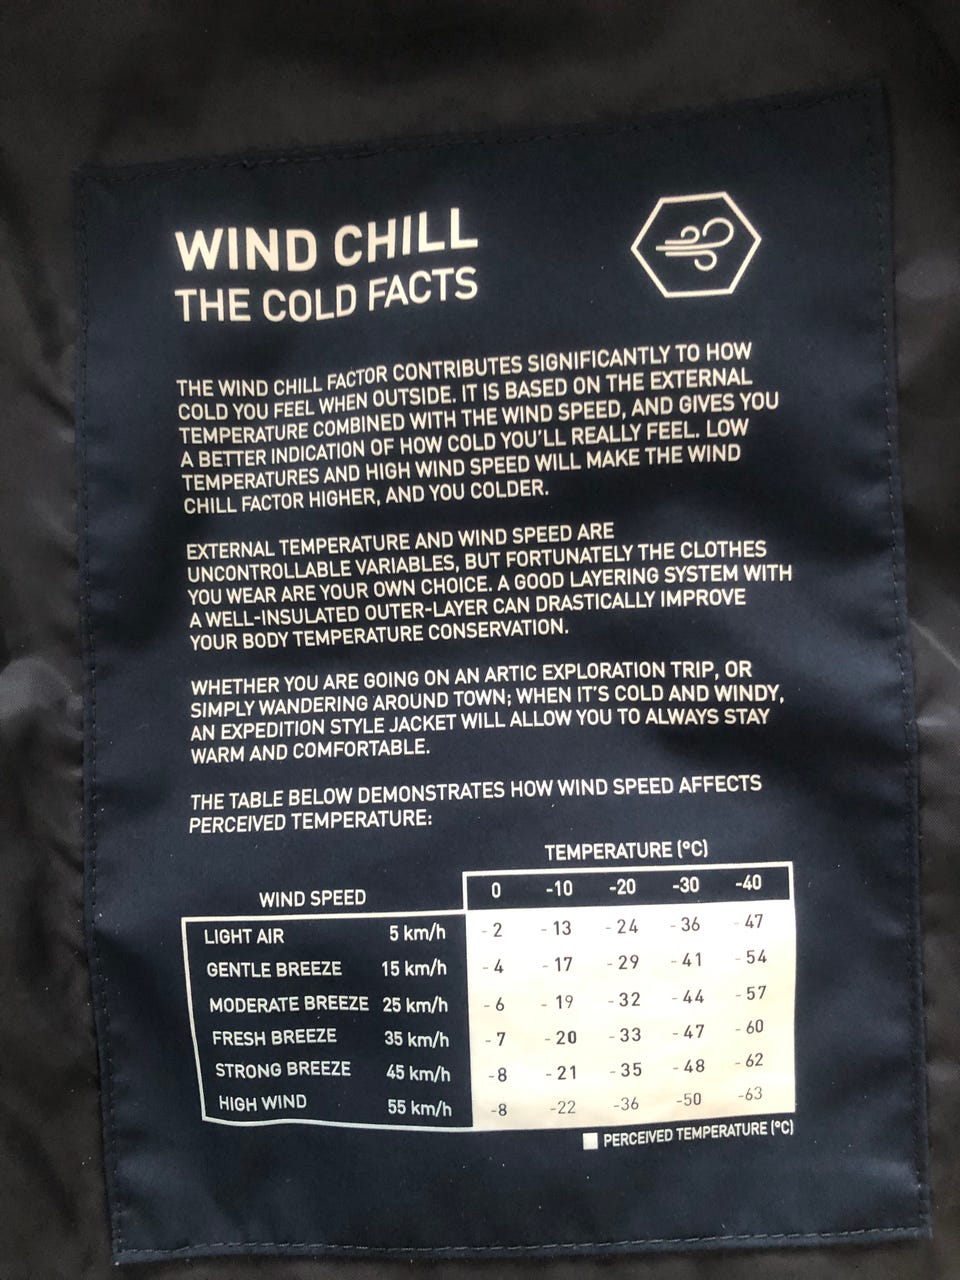 WIND CHILL
THE COLD FACTS
THE WIND CHILL FACTOR CONTRIBUTES SIGNIFICANTLY TO HOW
COLD YOU FEEL WHEN OUTSIDE. IT IS BASED ON THE EXTERNAL
TEMPERATURE COMBINED WITH THE WIND SPEED, AND GIVES YOU
A BETTER INDICATION OF HOW COLD YOU'LL REALLY FEEL. LOW
TEMPERATURES AND HIGH WIND SPEED WILL MAKE THE WIND
CHILL FACTOR HIGHER, AND YOU COLDER.
EXTERNAL TEMPERATURE AND WIND SPEED ARE
UNCONTROLLABLE VARIABLES, BUT FORTUNATELY THE CLOTHES
YOU WEAR ARE YOUR OWN CHOICE. A GOOD LAYERING SYSTEM WITH
A WELL-INSULATED OUTER-LAYER CAN DRASTICALLY IMPROVE
YOUR BODY TEMPERATURE CONSERVATION.
WHETHER YOU ARE GOING ON AN ARTIC EXPLORATION TRIP, OR
SIMPLY WANDERING AROUND TOWN; WHEN IT'S COLD AND WINDY,
AN EXPEDITION STYLE JACKET WILL ALLOW YOU TO ALWAYS STAY
WARM AND COMFORTABLE.
THE TABLE BELOW DEMONSTRATES HOW WIND SPEED AFFECTS
PERCEIVED TEMPERATURE:
TEMPERATURE (°C)
WIND SPEED 0 -10 -20 -30 -40
LIGHT AIR 5 km/h - 2 - 13 - 24 - 36 - 47
GENTLE BREEZE 15 km/h - 4 - 17 - 29 - 41 - 54
MODERATE BREEZE 25 km/h - 6 - 19 - 32 - 44 - 57
FRESH BREEZE 35 km/h - 7 - 20 - 33 - 47 - 60
STRONG BREEZE 45 km/h - 8 - 21 - 35 - 48 - 62
HIGH WIND 55 km/h -8 -22 -36 -50 -63
PERCEIVED TEMPERATURE (°C)